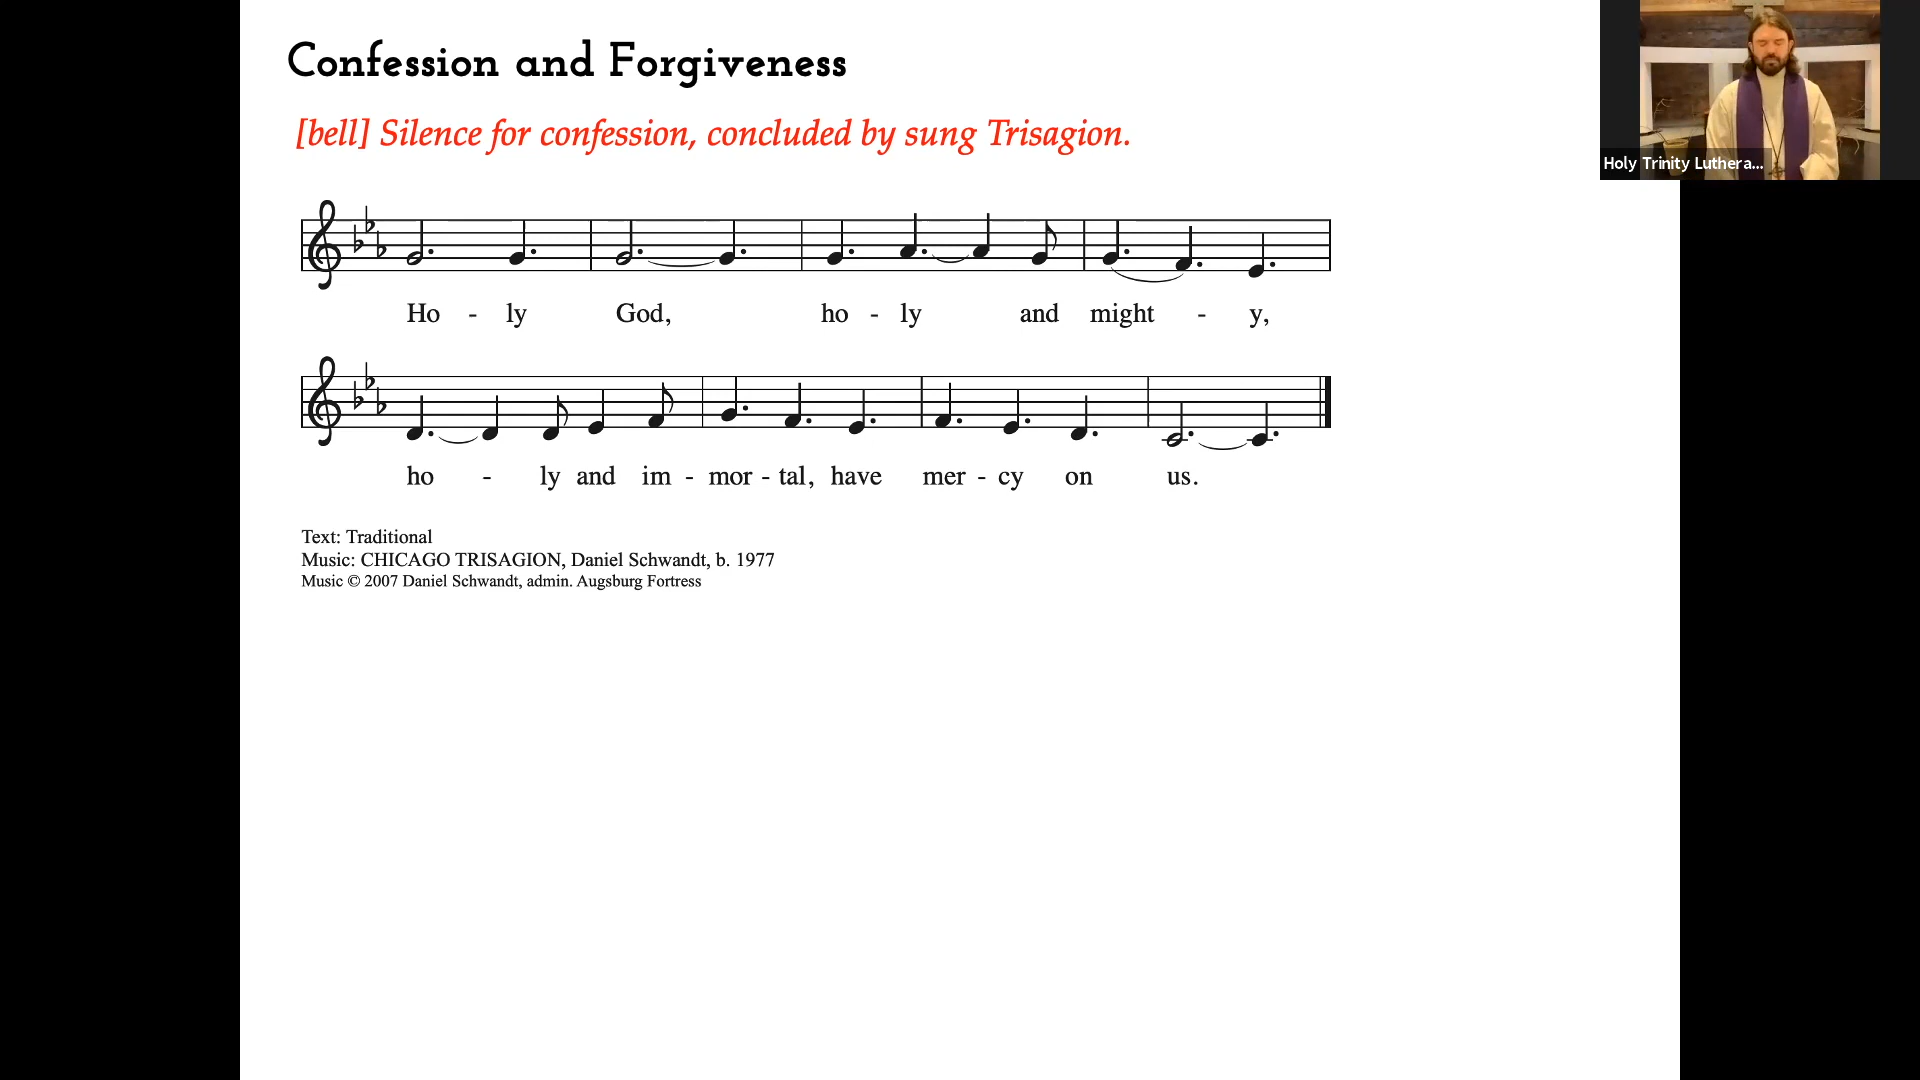 Confession and Forgiveness
[bell] Silence for confession, concluded by sung Trisagion.
Holy Trinity Luthera...
Ho - ly God, ho - ly and might - y,
ho - ly and im - mor - tal, have mer - cy on us.
Text: Traditional
Music: CHICAGO TRISAGION, Daniel Schwandt, b. 1977
Music © 2007 Daniel Schwandt, admin. Augsburg Fortress